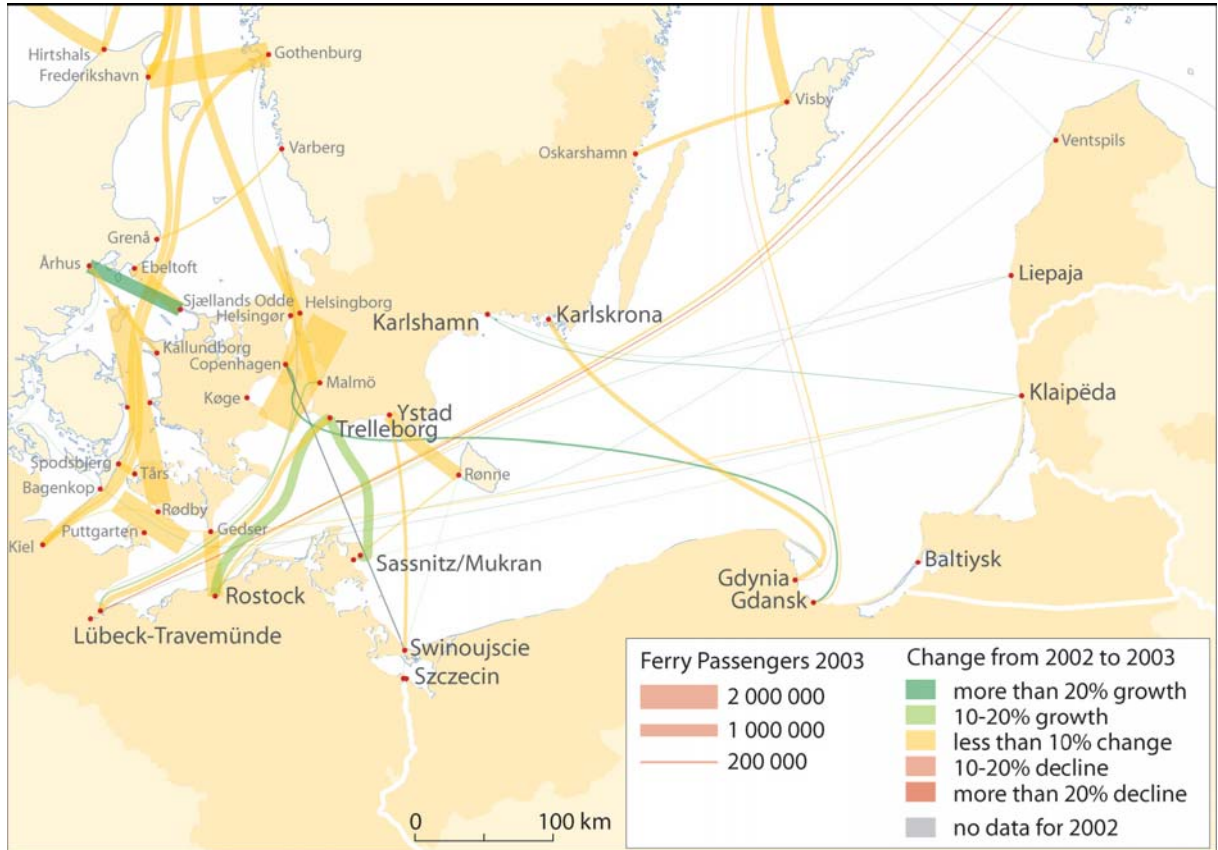 Hirtshals
Gothenburg
Frederikshavn
Visby
Varberg
Oskarshamn
Ventspils
Grenå
Århus
Ebeltoft
Liepaja
Sjællands Odde
Helsingborg
Helsingør
Karlshamn
Karlskrona
Kallundborg
Copenhagen
Malmö
Køge
Klaipëda
Ystad
Trelleborg
Spodsbjerg
Tårs
Rønne
Bagenkop
Rødby
Puttgarten
Gedser
Kiel
Sassnitz/Mukran
Baltiysk
Gdynia
Rostock
Gdansk
Lübeck-Travemünde
Swinoujscie
Szczecin
Ferry Passengers 2003
2 000 000
1 000 000
200 000
Change from 2002 to 2003
more than 20% growth
10-20% growth
less than 10% change
10-20% decline
more than 20% decline
no data for 2002
0 100 km